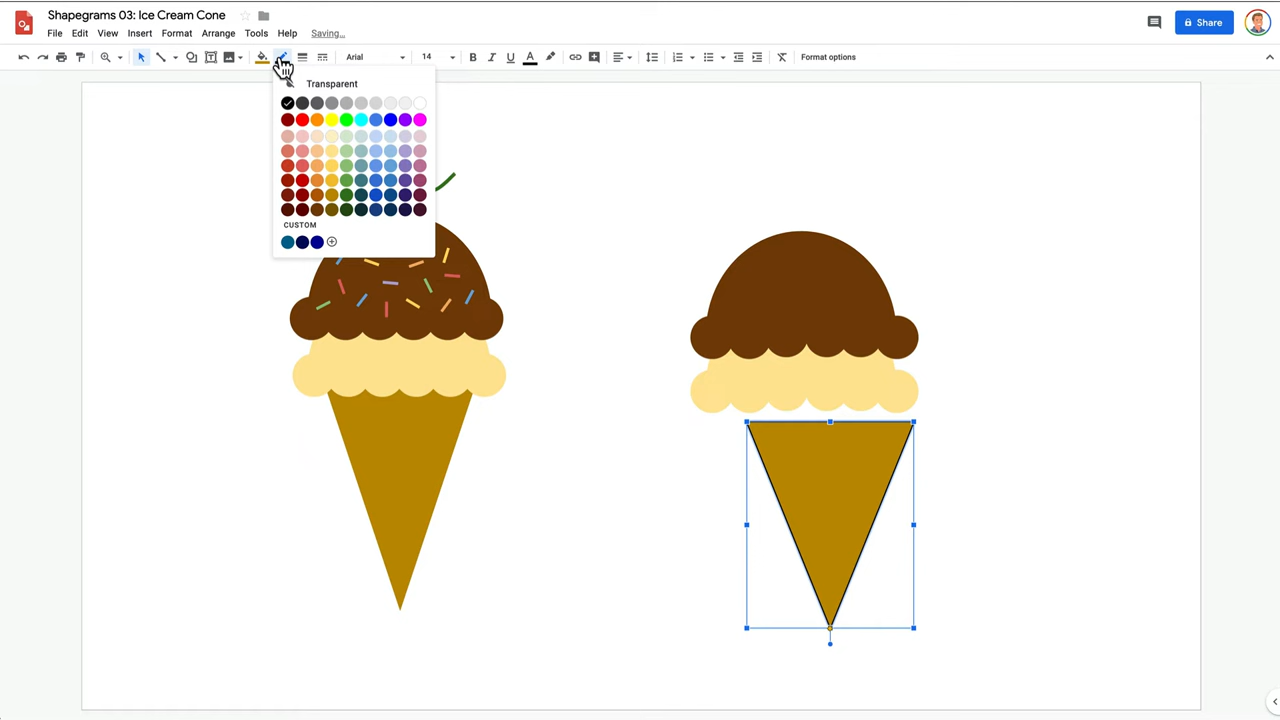 Shapegrams 03: Ice Cream Cone
File Edit View Insert Format Arrange Tools Help Saving...
Share
Arial 14 B I U A Format options
Transparent
CUSTOM